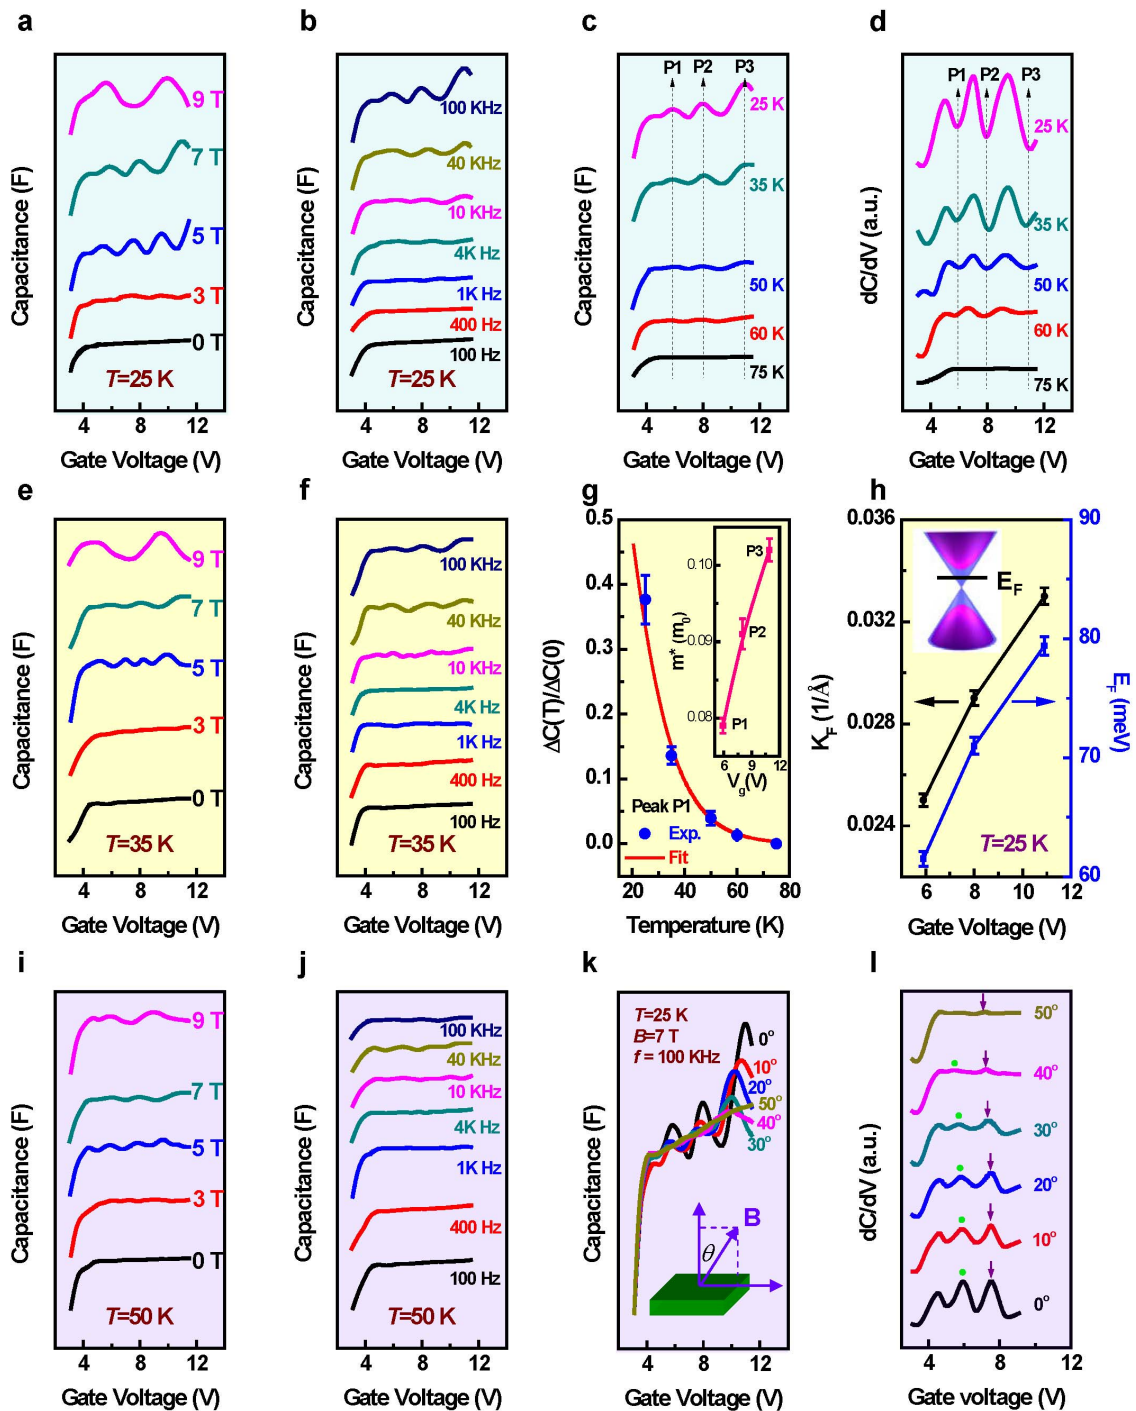 a
Capacitance (F)
9 T
7 T
5 T
3 T
0 T
T=25 K
4 8 12
Gate Voltage (V)
b
Capacitance (F)
100 KHz
40 KHz
10 KHz
4K Hz
1K Hz
400 Hz
100 Hz
T=25 K
4 8 12
Gate Voltage (V)
c
Capacitance (F)
P1 P2 P3
25 K
35 K
50 K
60 K
75 K
4 8 12
Gate Voltage (V)
d
dC/dV (a.u.)
P1 P2 P3
25 K
35 K
50 K
60 K
75 K
4 8 12
Gate Voltage (V)
e
Capacitance (F)
9 T
7 T
5 T
3 T
0 T
T=35 K
4 8 12
Gate Voltage (V)
f
Capacitance (F)
100 KHz
40 KHz
10 KHz
4K Hz
1K Hz
400 Hz
100 Hz
T=35 K
4 8 12
Gate Voltage (V)
g
ΔC(T)/ΔC(0)
0.5
0.4
0.3
0.2
0.1
0.0
m* (m0)
0.10
0.09
0.08
P3
P2
P1
6 9 12
Vg(V)
Peak P1
Exp.
Fit
20 40 60 80
Temperature (K)
h
KF (1/Å)
0.036
0.032
0.028
0.024
EF
T=25 K
90
80
70
60
EF (meV)
4 6 8 10 12
Gate Voltage (V)
i
Capacitance (F)
9 T
7 T
5 T
3 T
0 T
T=50 K
4 8 12
Gate Voltage (V)
j
Capacitance (F)
100 KHz
40 KHz
10 KHz
4K Hz
1K Hz
400 Hz
100 Hz
T=50 K
4 8 12
Gate Voltage (V)
k
Capacitance (F)
T=25 K
B=7 T
f = 100 KHz
0°
10°
20°
50°
40°
30°
B
θ
4 8 12
Gate Voltage (V)
l
dC/dV (a.u.)
50°
40°
30°
20°
10°
0°
4 8 12
Gate voltage (V)